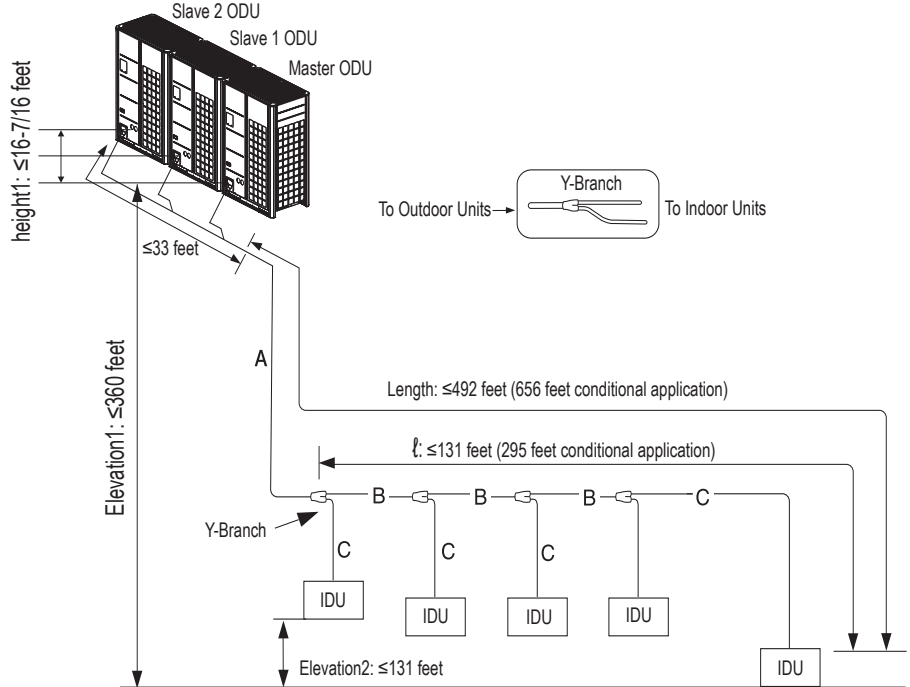 Slave 2 ODU
Slave 1 ODU
Master ODU
height1: ≤16-7/16 feet
≤33 feet
Y-Branch
To Outdoor Units
To Indoor Units
Elevation1: ≤360 feet
A
Length: ≤492 feet (656 feet conditional application)
ℓ: ≤131 feet (295 feet conditional application)
B
B
B
C
Y-Branch
C
C
C
IDU
IDU
IDU
IDU
Elevation2: ≤131 feet
IDU